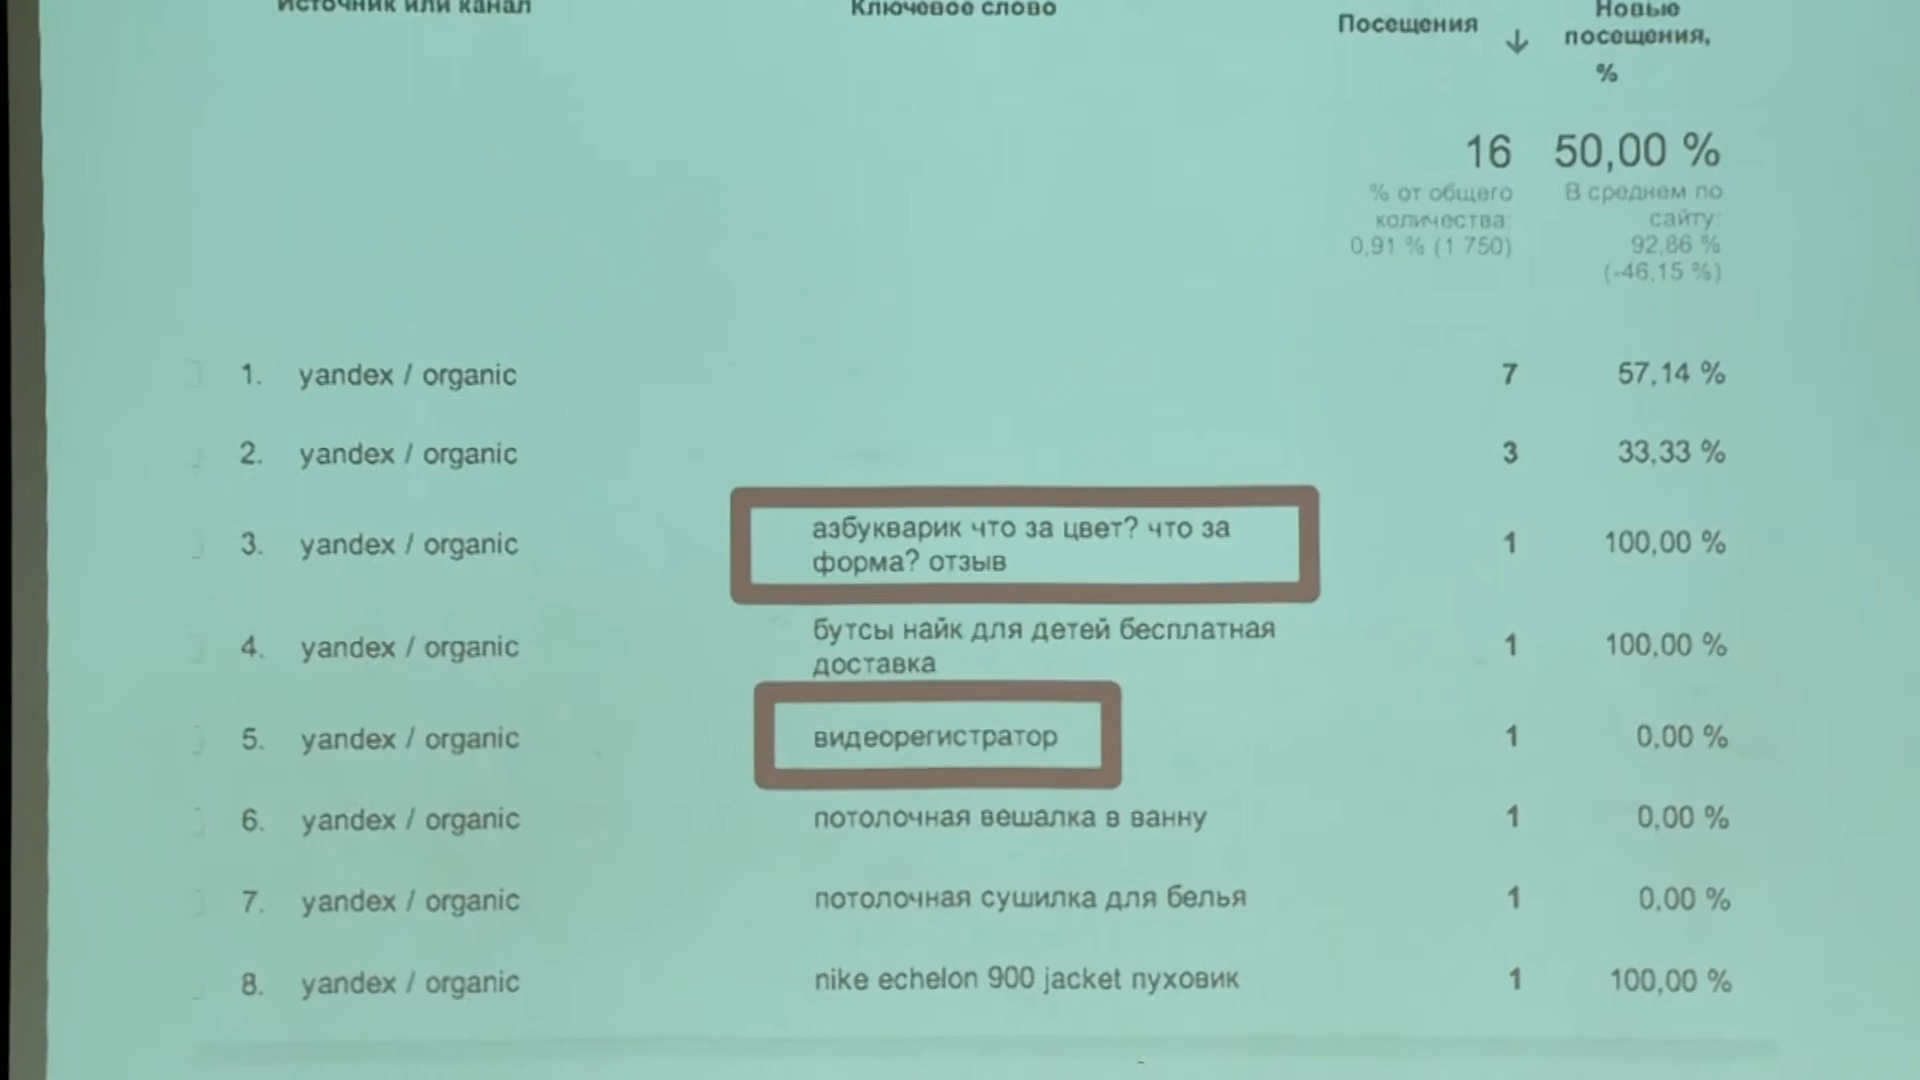 Источник или канал
Ключевое слово
Посещения ↓
Новые
посещения,
%
16
50,00 %
% от общего
количества:
0,91 % (1 750)
В среднем по
сайту:
92,86 %
(-46,15 %)
1. yandex / organic 7 57,14 %
2. yandex / organic 3 33,33 %
3. yandex / organic азбукварик что за цвет? что за
форма? отзыв 1 100,00 %
4. yandex / organic бутсы найк для детей бесплатная
доставка 1 100,00 %
5. yandex / organic видеорегистратор 1 0,00 %
6. yandex / organic потолочная вешалка в ванну 1 0,00 %
7. yandex / organic потолочная сушилка для белья 1 0,00 %
8. yandex / organic nike echelon 900 jacket пуховик 1 100,00 %